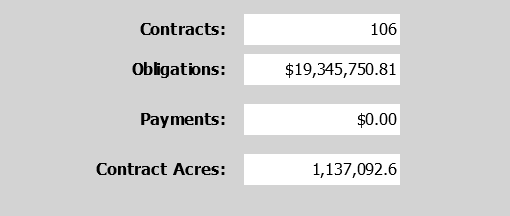 Contracts: 106
Obligations: $19,345,750.81
Payments: $0.00
Contract Acres: 1,137,092.6